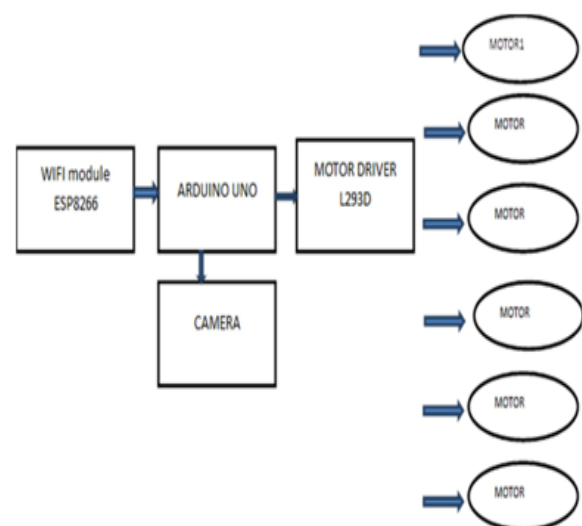 MOTOR1
MOTOR
WIFI module
ESP8266
ARDUINO UNO
MOTOR DRIVER
L293D
MOTOR
CAMERA
MOTOR
MOTOR
MOTOR